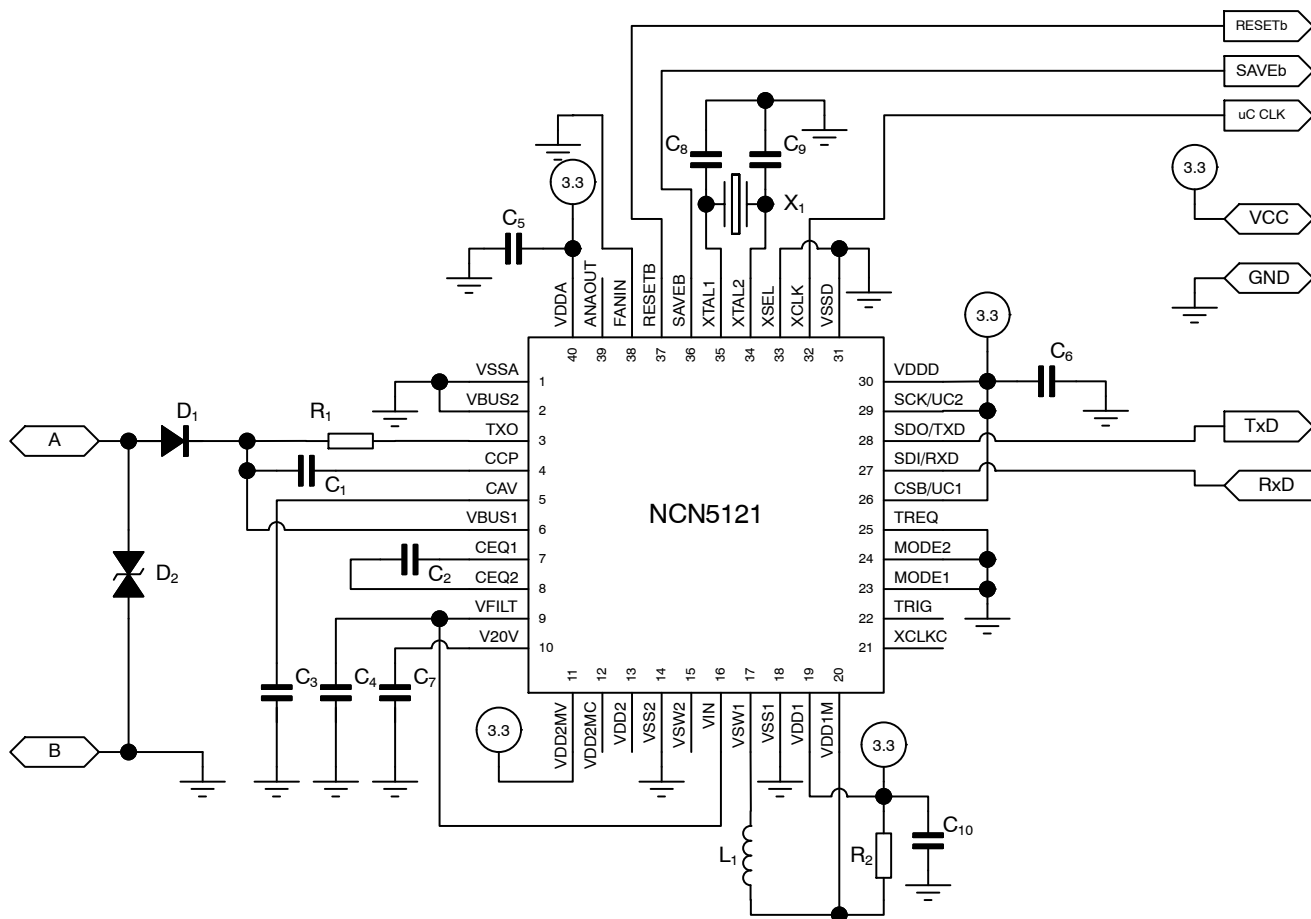 RESETb
SAVEb
uC CLK
C8
C9
3.3
3.3
X1
VCC
C5
GND
VDDA
ANAOUT
FANIN
RESETB
SAVEB
XTAL1
XTAL2
XSEL
XCLK
VSSD
3.3
40
39
38
37
36
35
34
33
32
31
C6
VSSA
1
30
VDDD
D1
R1
VBUS2
2
29
SCK/UC2
A
TXO
3
28
SDO/TXD
TxD
CCP
4
27
SDI/RXD
C1
RxD
CAV
5
26
CSB/UC1
NCN5121
VBUS1
6
25
TREQ
CEQ1
7
24
MODE2
D2
C2
CEQ2
8
23
MODE1
VFILT
9
22
TRIG
V20V
10
21
XCLKC
C3
C4
C7
11
12
13
14
15
16
17
18
19
20
3.3
VDD2MV
VDD2MC
VDD2
VSS2
VSW2
VIN
VSW1
VSS1
VDD1
VDD1M
3.3
B
L1
R2
C10